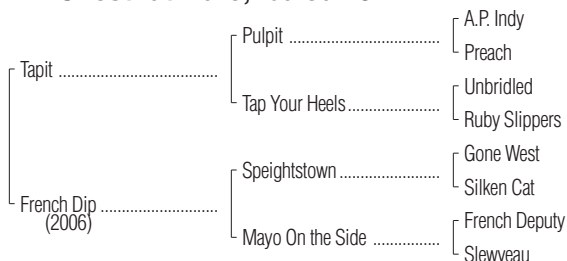 A.P. Indy
Pulpit
Preach
Tapit
Unbridled
Tap Your Heels
Ruby Slippers
Gone West
Speightstown
Silken Cat
French Dip
(2006)
French Deputy
Mayo On the Side
Slewveau